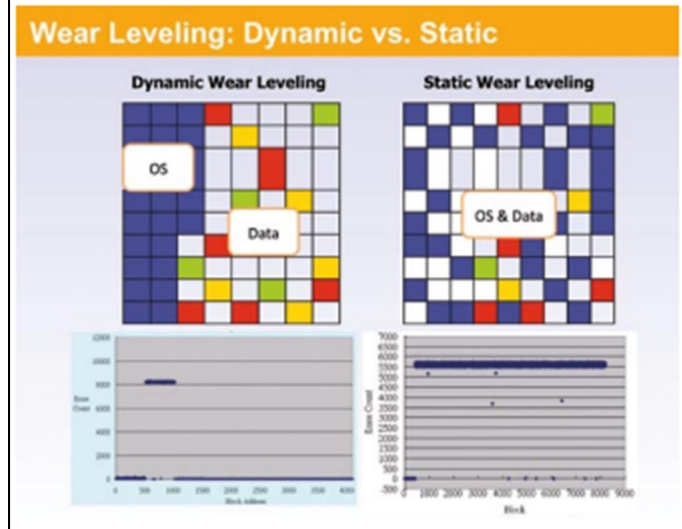 Wear Leveling: Dynamic vs. Static
Dynamic Wear Leveling
Static Wear Leveling
OS
Data
OS & Data
12000
10000
8000
6000
4000
2000
0
Erase
Count
0 500 1000 1500 2000 2500 3000 3500 4000
Block Address
7000
6500
6000
5500
5000
4500
4000
3500
3000
2500
2000
1500
1000
500
0
-500
Erase Count
0 1000 2000 3000 4000 5000 6000 7000 8000 9000
Block